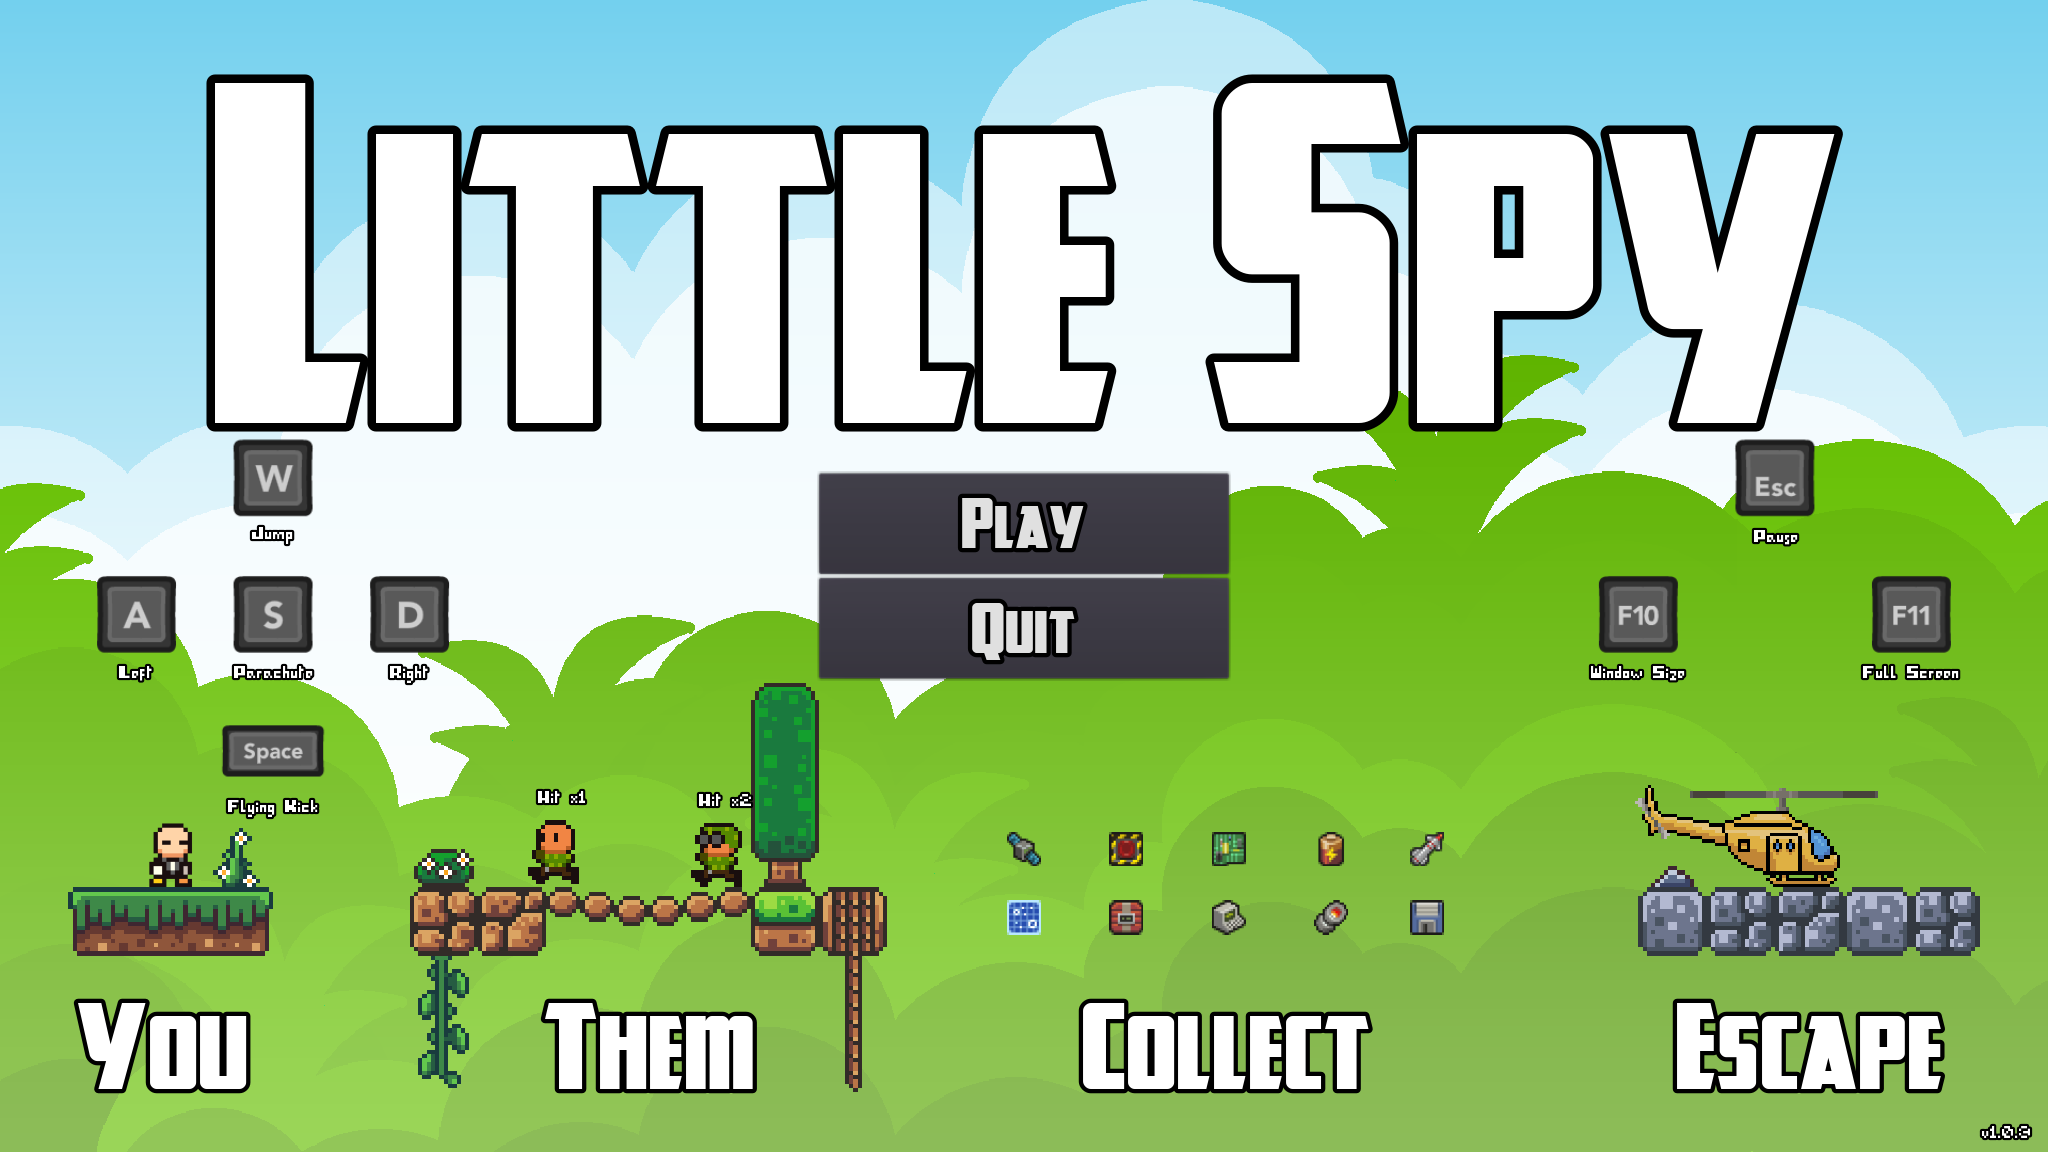 Little Spy
W
Jump
Play
Esc
Pause
A
S
D
Left
Parachute
Right
Quit
F10
F11
Window Size
Full Screen
Space
Flying Kick
Hit x1
Hit x2
You
Them
Collect
Escape
v1.0.3